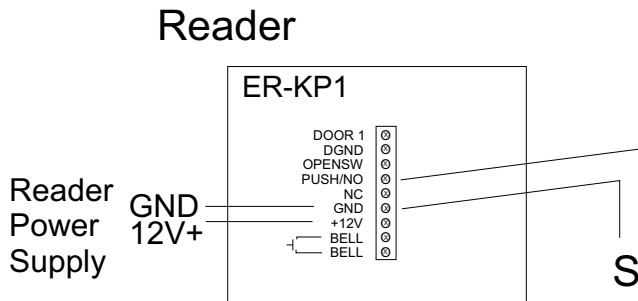 Reader
ER-KP1
DOOR 1
DGND
OPENSW
PUSH/NO
NC
GND
+12V
BELL
BELL
Reader
Power
Supply
GND
12V+
S